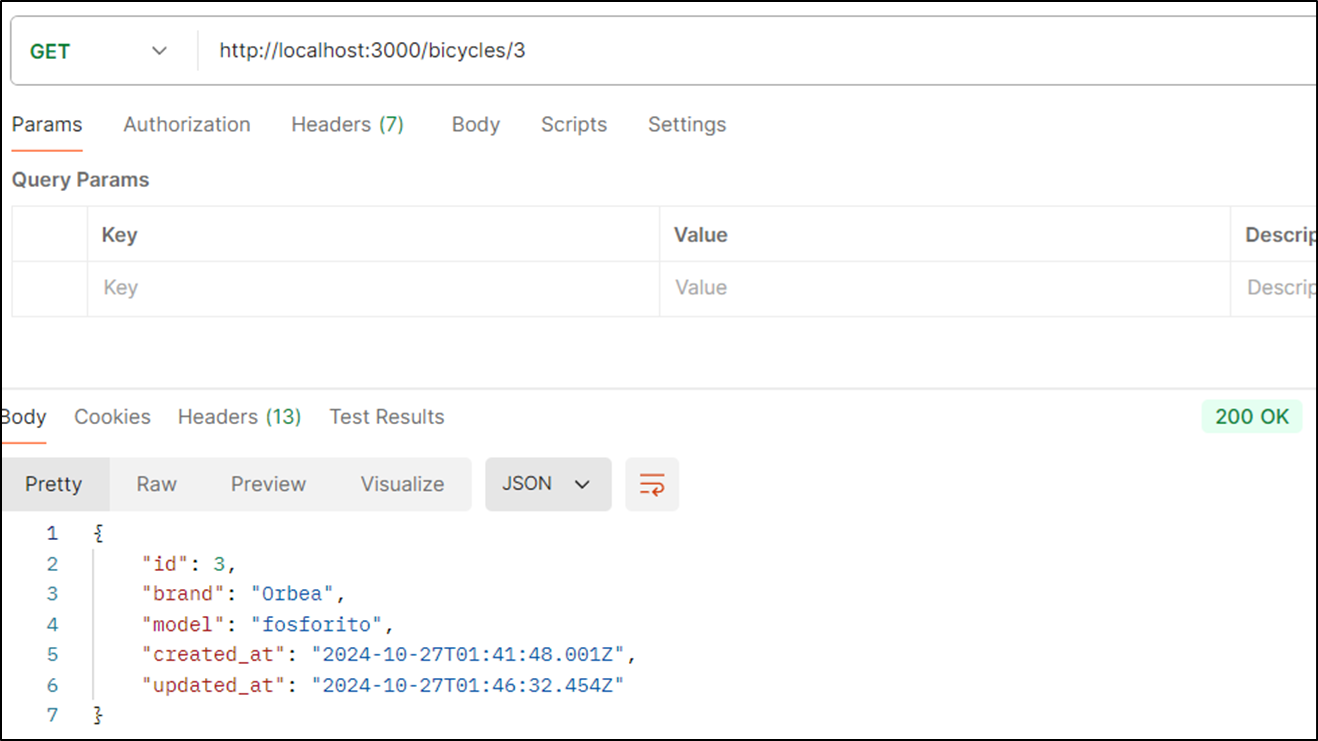 GET http://localhost:3000/bicycles/3
Params Authorization Headers (7) Body Scripts Settings
Query Params
Key Value Descrip
Key Value Descrip
Body Cookies Headers (13) Test Results 200 OK
Pretty Raw Preview Visualize JSON
1 {
2 "id": 3,
3 "brand": "Orbea",
4 "model": "fosforito",
5 "created_at": "2024-10-27T01:41:48.001Z",
6 "updated_at": "2024-10-27T01:46:32.454Z"
7 }